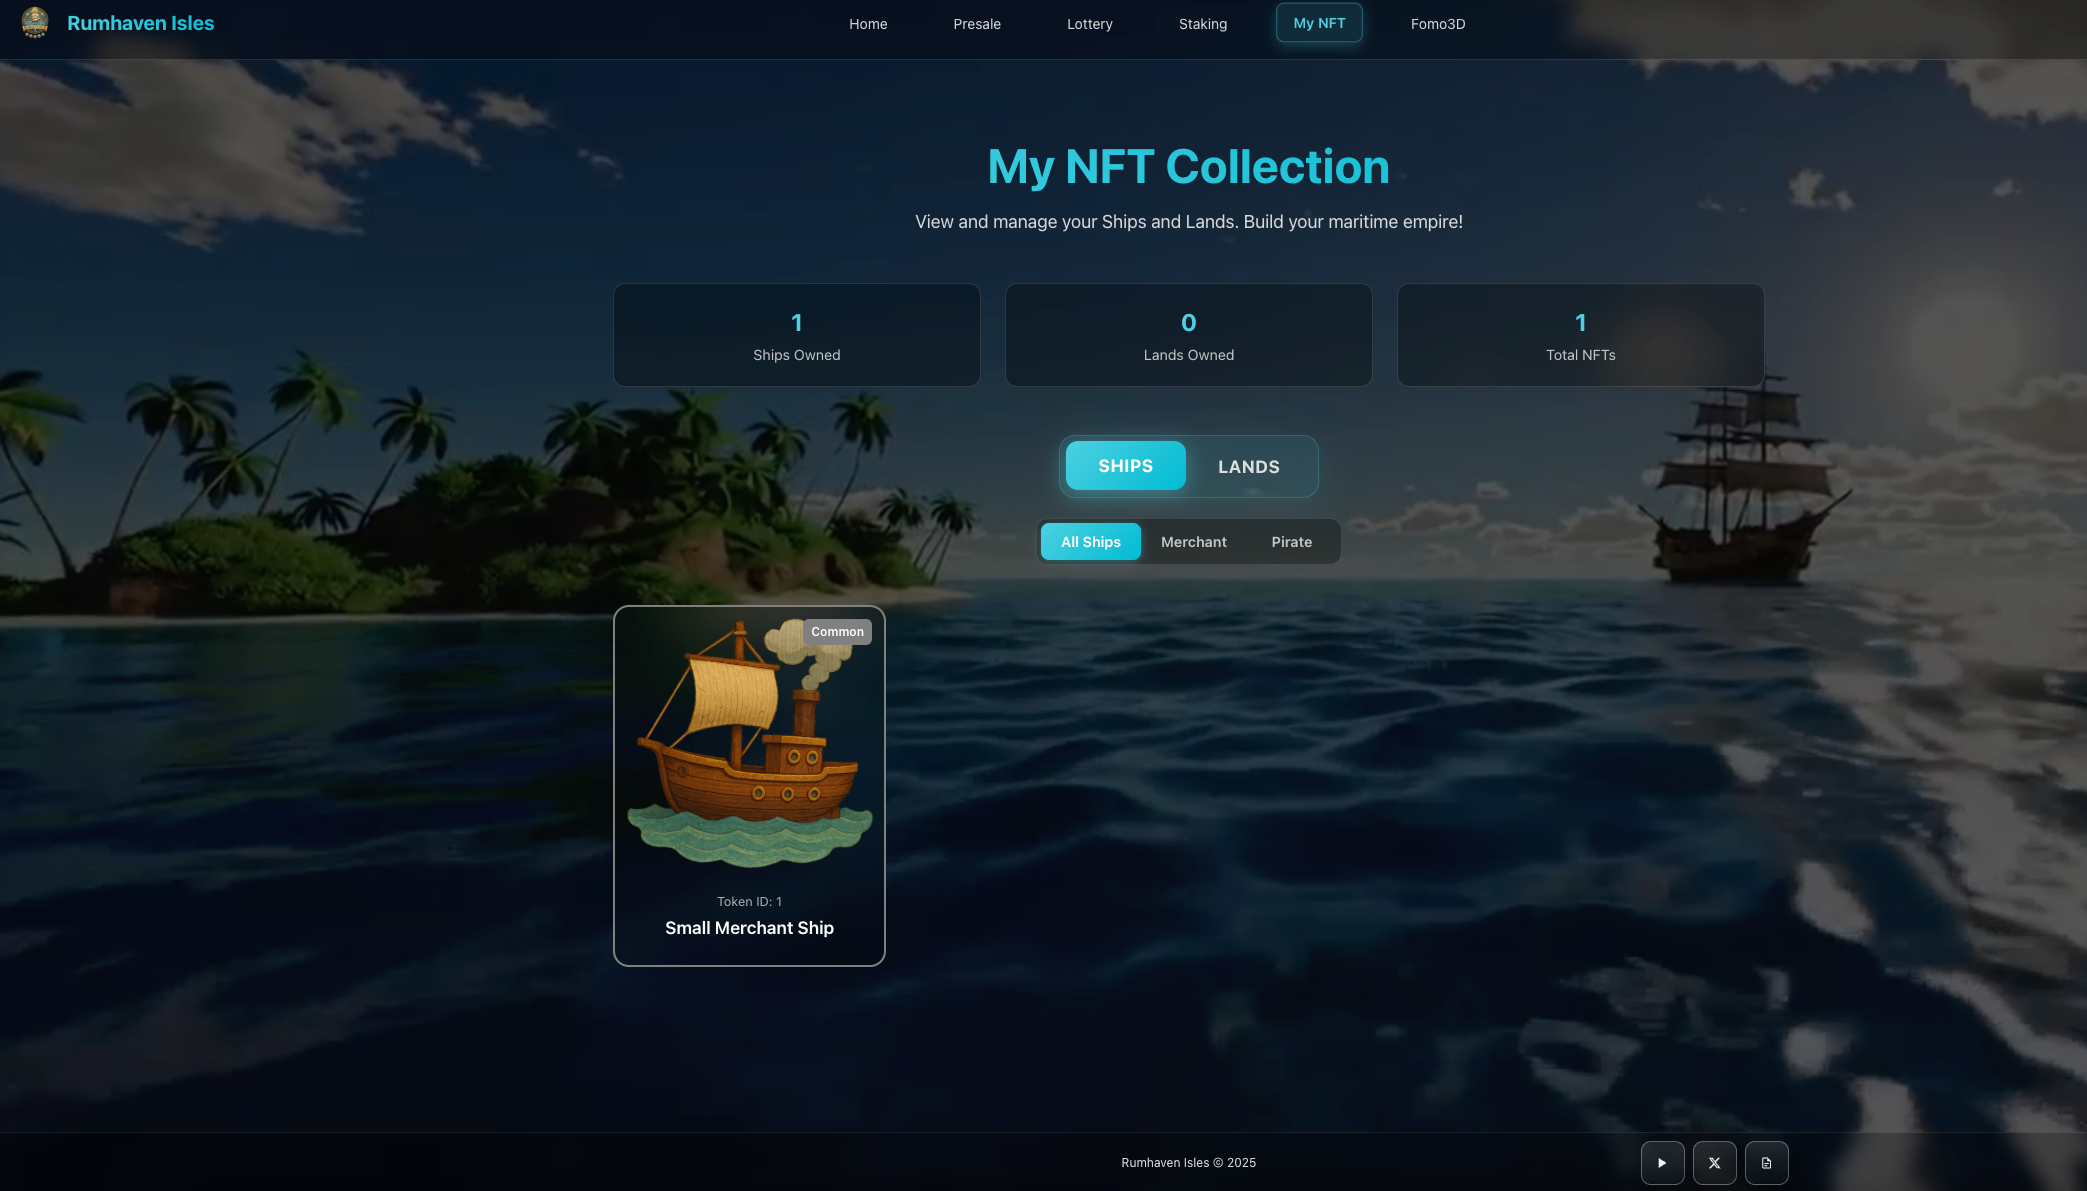 Rumhaven Isles
Home
Presale
Lottery
Staking
My NFT
Fomo3D
My NFT Collection
View and manage your Ships and Lands. Build your maritime empire!
1
Ships Owned
0
Lands Owned
1
Total NFTs
SHIPS
LANDS
All Ships
Merchant
Pirate
Common
Token ID: 1
Small Merchant Ship
Rumhaven Isles © 2025